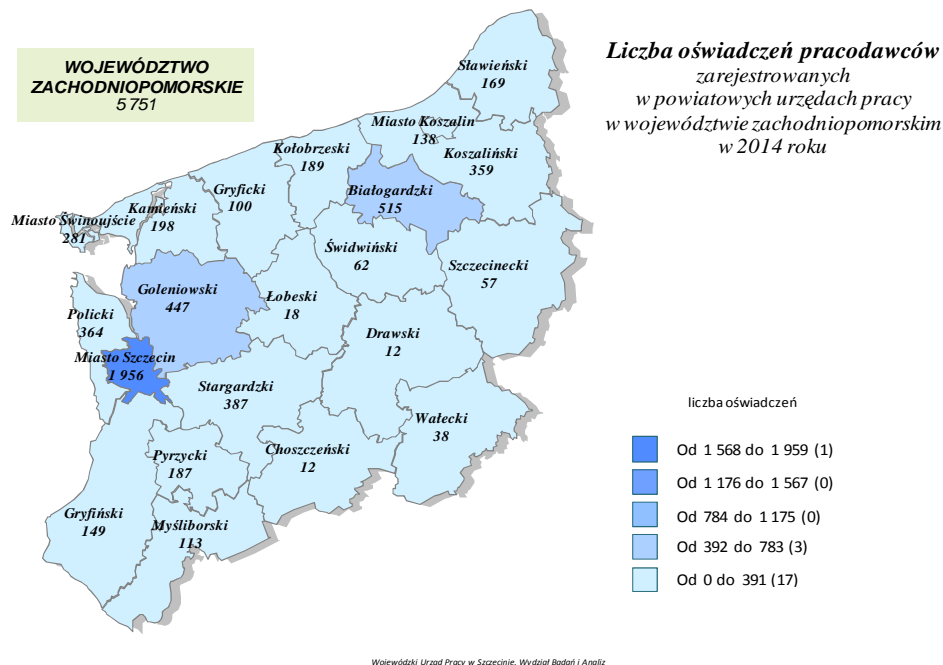 WOJEWÓDZTWO
ZACHODNIOPOMORSKIE
5 751
Liczba oświadczeń pracodawców
zarejestrowanych
w powiatowych urzędach pracy
w województwie zachodniopomorskim
w 2014 roku
Sławieński
169
Miasto Koszalin
138
Koszaliński
359
Kołobrzeski
189
Białogardzki
515
Gryficki
100
Kamieński
198
Miasto Świnoujście
281
Świdwiński
62
Szczecinecki
57
Goleniowski
447
Łobeski
18
Policki
364
Drawski
12
Miasto Szczecin
1 956
Stargardzki
387
Wałecki
38
Choszczeński
12
Pyrzycki
187
Gryfiński
149
Myśliborski
113
liczba oświadczeń
Od 1 568 do 1 959 (1)
Od 1 176 do 1 567 (0)
Od 784 do 1 175 (0)
Od 392 do 783 (3)
Od 0 do 391 (17)
Wojewódzki Urząd Pracy w Szczecinie, Wydział Badań i Analiz